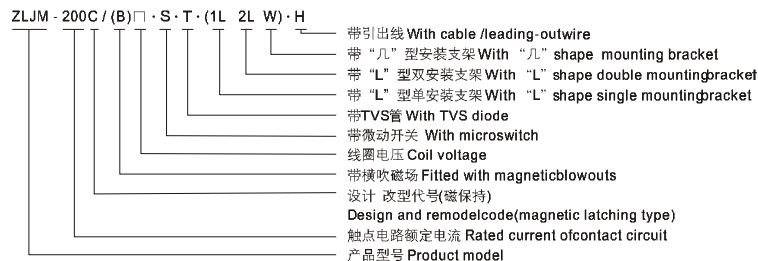 ZLJM-200C/(B)□·S·T·(1L 2L W)·H
带引出线 With cable /leading-outwire
带“几”型安装支架 With “几” shape mounting bracket
带“L”型双安装支架 With “L” shape double mountingbracket
带“L”型单安装支架 With “L” shape single mountingbracket
带TVS管 With TVS diode
带微动开关 With microswitch
线圈电压 Coil voltage
带横吹磁场 Fitted with magneticblowouts
设计 改型代号(磁保持)
Design and remodelcode(magnetic latching type)
触点电路额定电流 Rated current ofcontact circuit
产品型号 Product model